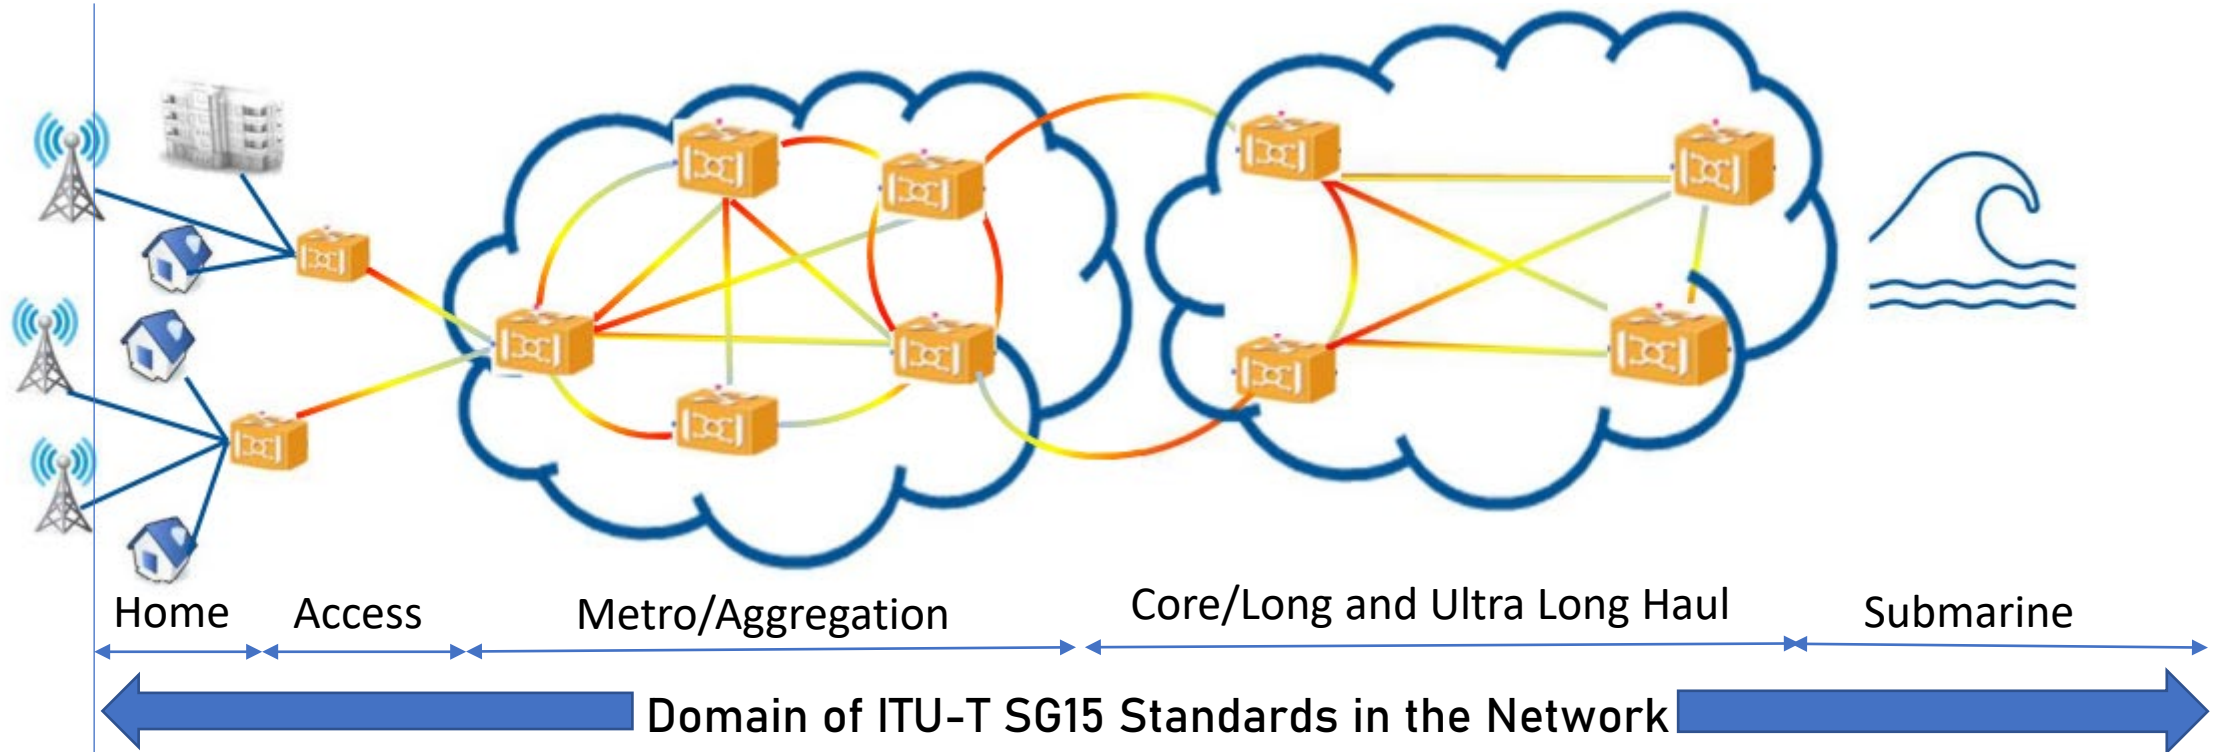 Home
Access
Metro/Aggregation
Core/Long and Ultra Long Haul
Submarine
Domain of ITU-T SG15 Standards in the Network